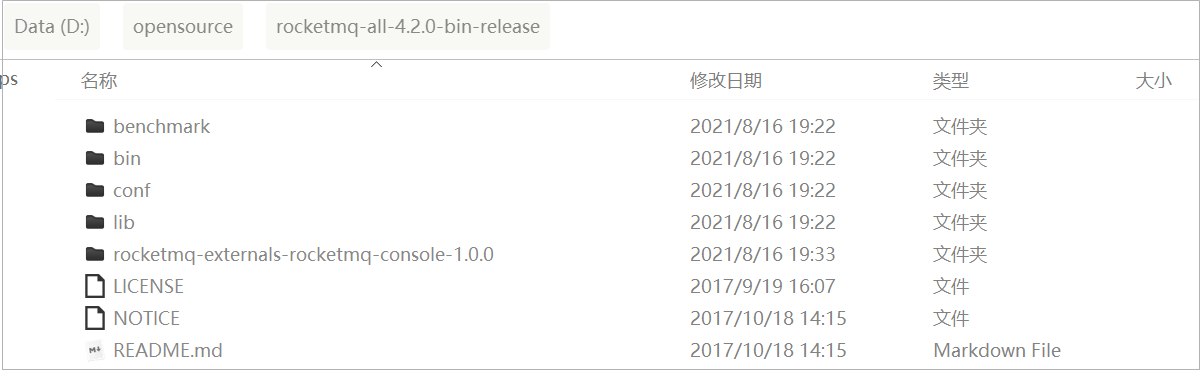 Data (D:) opensource rocketmq-all-4.2.0-bin-release
ps 名称 修改日期 类型 大小
benchmark 2021/8/16 19:22 文件夹
bin 2021/8/16 19:22 文件夹
conf 2021/8/16 19:22 文件夹
lib 2021/8/16 19:22 文件夹
rocketmq-externals-rocketmq-console-1.0.0 2021/8/16 19:33 文件夹
LICENSE 2017/9/19 16:07 文件
NOTICE 2017/10/18 14:15 文件
M↓ README.md 2017/10/18 14:15 Markdown File